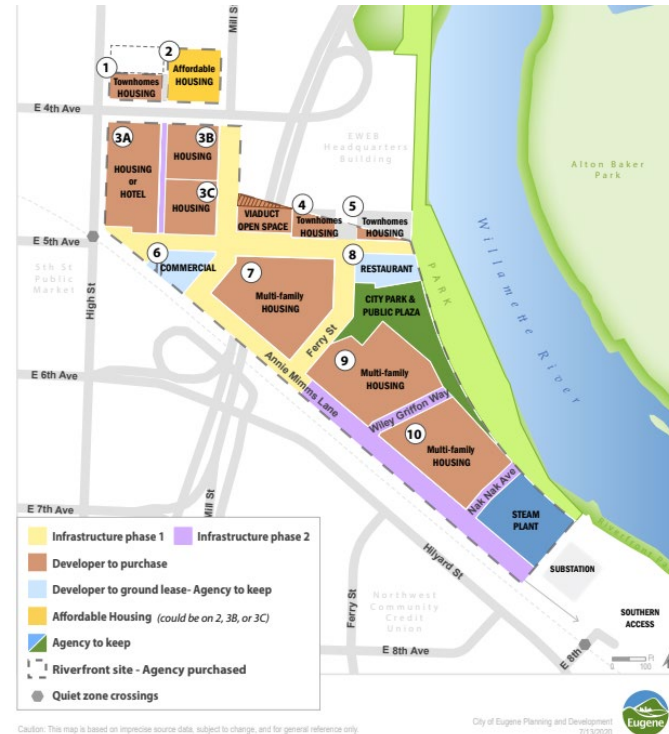 Mill St
1
2
Townhomes
HOUSING
Affordable
HOUSING
E 4th Ave
3A
HOUSING
or
HOTEL
3B
HOUSING
3C
HOUSING
EWEB
Headquarters
Building
Alton Baker
Park
VIADUCT
OPEN SPACE
4
Townhomes
HOUSING
5
Townhomes
HOUSING
E 5th Ave
5th St
Public
Market
High St
6
COMMERCIAL
7
Multi-family
HOUSING
8
RESTAURANT
PARK
Willamette River
CITY PARK &
PUBLIC PLAZA
Ferry St
Annie Mimms Lane
E 6th Ave
9
Multi-family
HOUSING
Wiley Griffon Way
10
Multi-family
HOUSING
Nak Nak Ave
STEAM
PLANT
E 7th Ave
Mill St
Hilyard St
Riverfront
SUBSTATION
SOUTHERN
ACCESS
Ferry St
Northwest
Community
Credit
Union
E 8th Ave
E 8th
Ft
100
Infrastructure phase 1
Infrastructure phase 2
Developer to purchase
Developer to ground lease- Agency to keep
Affordable Housing (could be on 2, 3B, or 3C)
Agency to keep
Riverfront site - Agency purchased
Quiet zone crossings
Caution: This map is based on imprecise source data, subject to change, and for general reference only.
City of Eugene Planning and Development
2/13/2020
Eugene